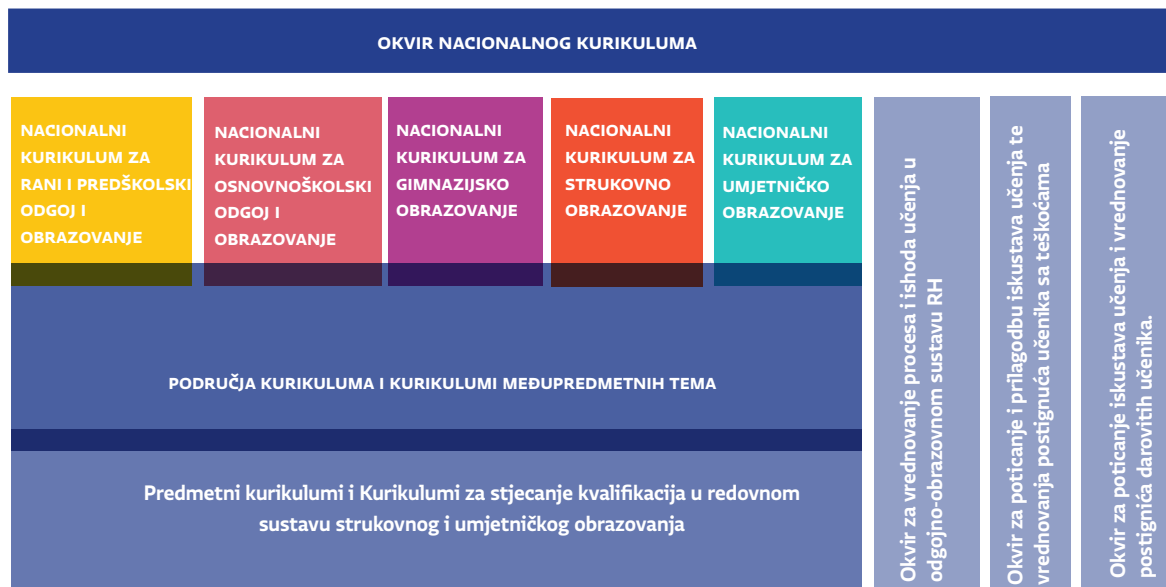 OKVIR NACIONALNOG KURIKULUMA
NACIONALNI
KURIKULUM ZA
RANI I PREDŠKOLSKI
ODGOJ I
OBRAZOVANJE
NACIONALNI
KURIKULUM ZA
OSNOVNOŠKOLSKI
ODGOJ I
OBRAZOVANJE
NACIONALNI
KURIKULUM ZA
GIMNAZIJSKO
OBRAZOVANJE
NACIONALNI
KURIKULUM ZA
STRUKOVNO
OBRAZOVANJE
NACIONALNI
KURIKULUM ZA
UMJETNIČKO
OBRAZOVANJE
PODRUČJA KURIKULUMA I KURIKULUMI MEĐUPREDMETNIH TEMA
Predmetni kurikulumi i Kurikulumi za stjecanje kvalifikacija u redovnom
sustavu strukovnog i umjetničkog obrazovanja
Okvir za vrednovanje procesa i ishoda učenja u
odgojno-obrazovnom sustavu RH
Okvir za poticanje i prilagodbu iskustava učenja te
vrednovanja postignuća učenika sa teškoćama
Okvir za poticanje iskustava učenja i vrednovanje
postignića darovitih učenika.